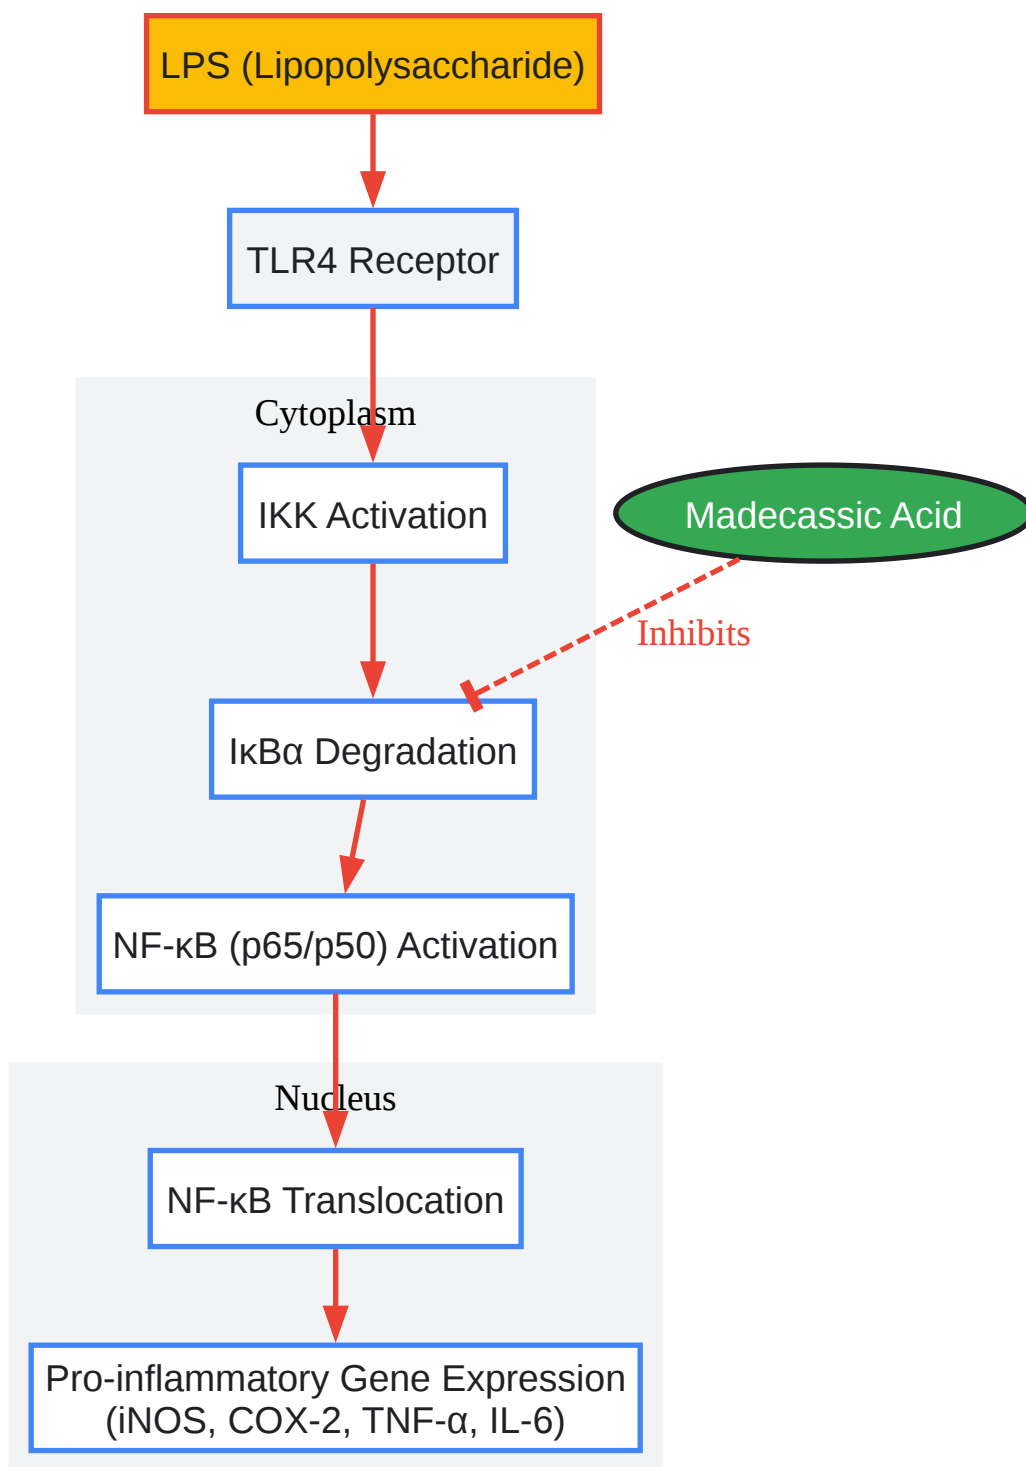 LPS (Lipopolysaccharide)
TLR4 Receptor
Cytoplasm
IKK Activation
Madecassic Acid
Inhibits
IκBα Degradation
NF-κB (p65/p50) Activation
Nucleus
NF-κB Translocation
Pro-inflammatory Gene Expression
(iNOS, COX-2, TNF-α, IL-6)